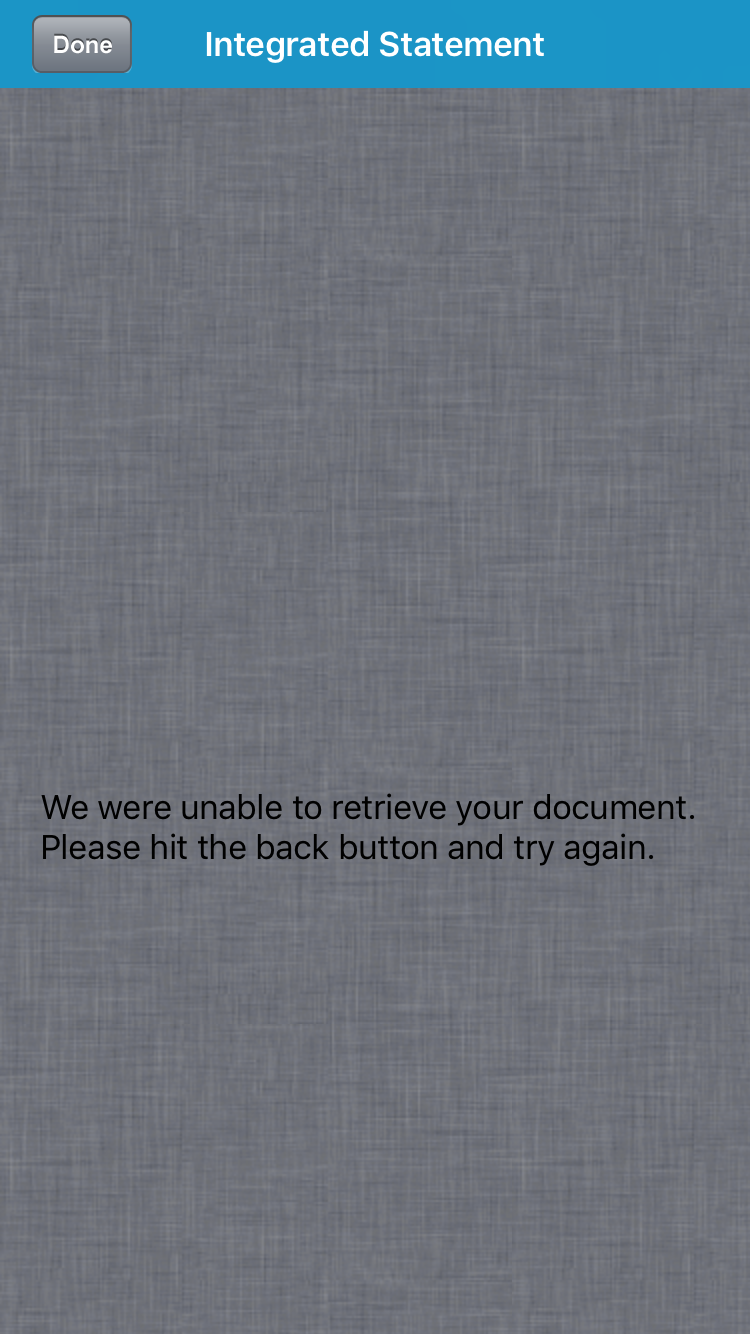 Done
Integrated Statement
We were unable to retrieve your document.
Please hit the back button and try again.